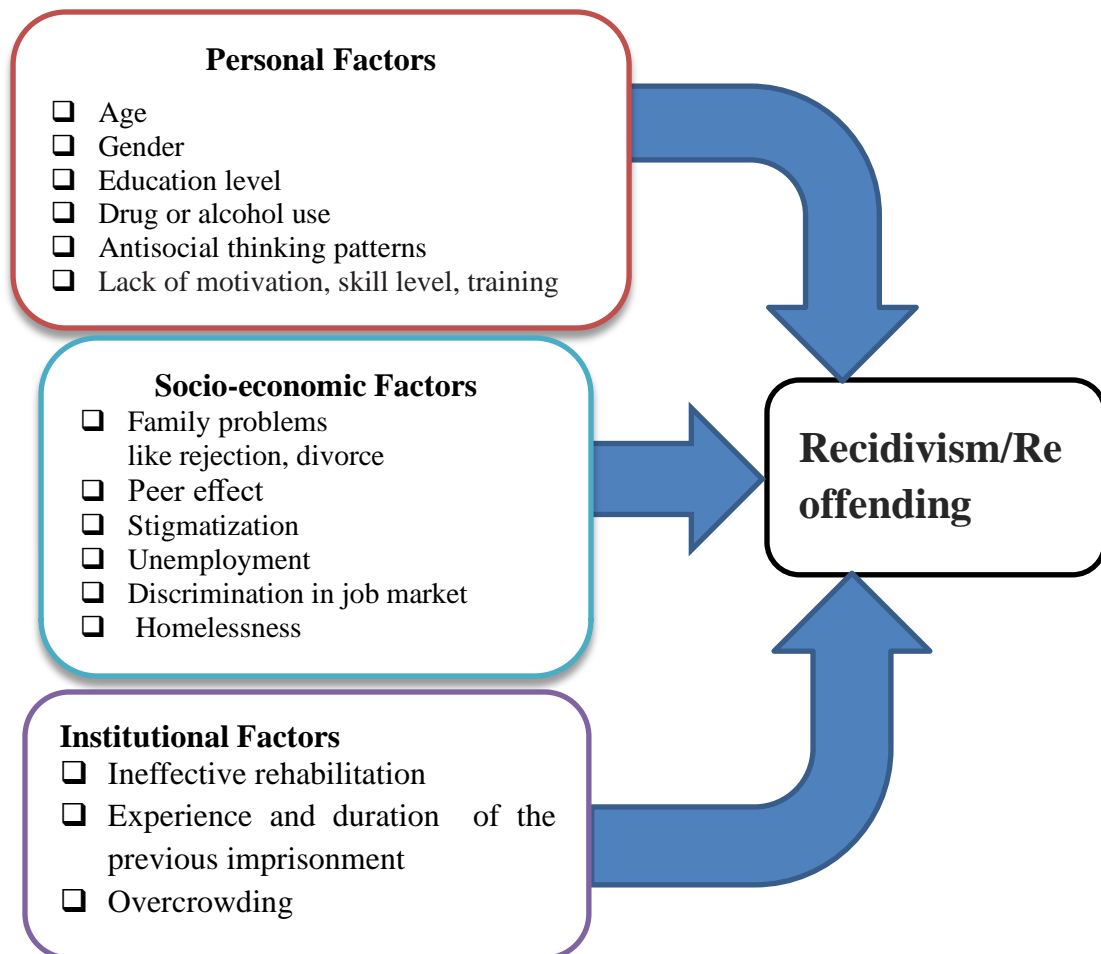 Personal Factors
❑ Age
❑ Gender
❑ Education level
❑ Drug or alcohol use
❑ Antisocial thinking patterns
❑ Lack of motivation, skill level, training
Socio-economic Factors
❑ Family problems
like rejection, divorce
❑ Peer effect
❑ Stigmatization
❑ Unemployment
❑ Discrimination in job market
❑ Homelessness
Recidivism/Re
offending
Institutional Factors
❑ Ineffective rehabilitation
❑ Experience and duration of the
previous imprisonment
❑ Overcrowding